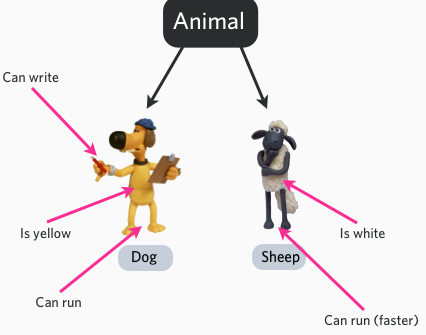 Animal
Can write
Is yellow
Is white
Dog
Sheep
Can run
Can run (faster)